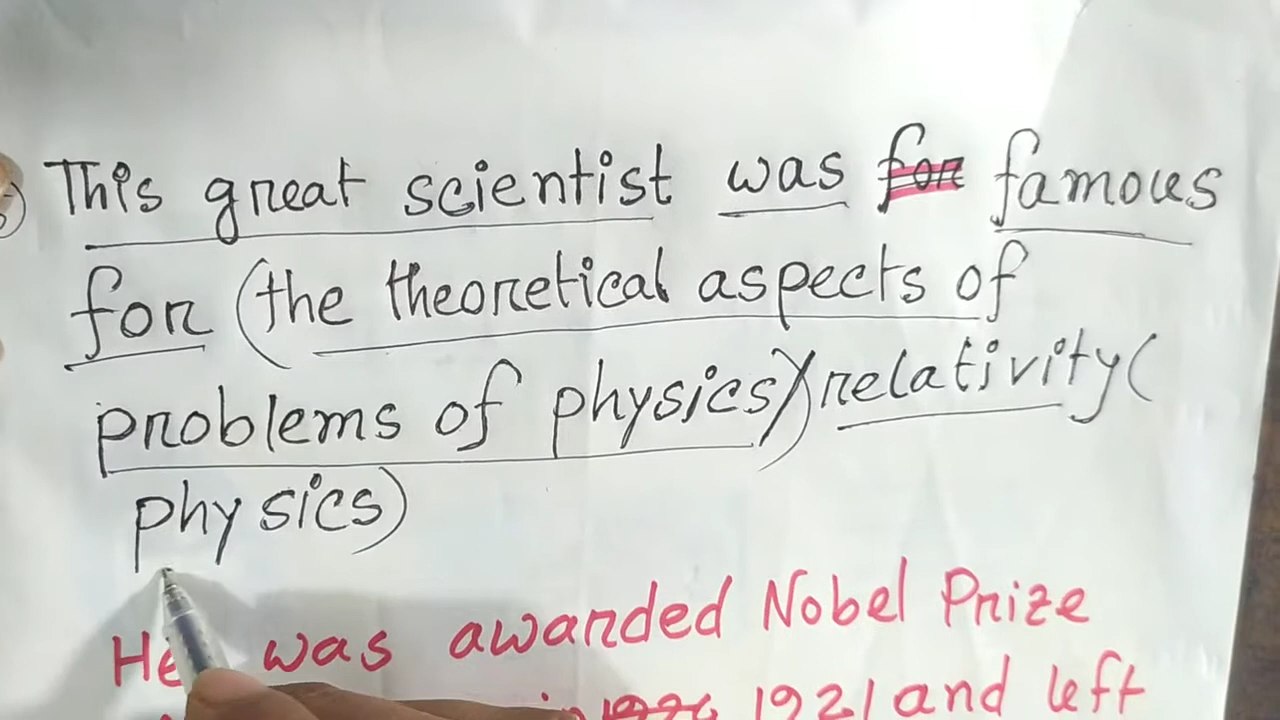 This great scientist was for famous
for (the theoretical aspects of
problems of physics) relativity (
physics)
He was awarded Nobel Prize
in 1921 and left